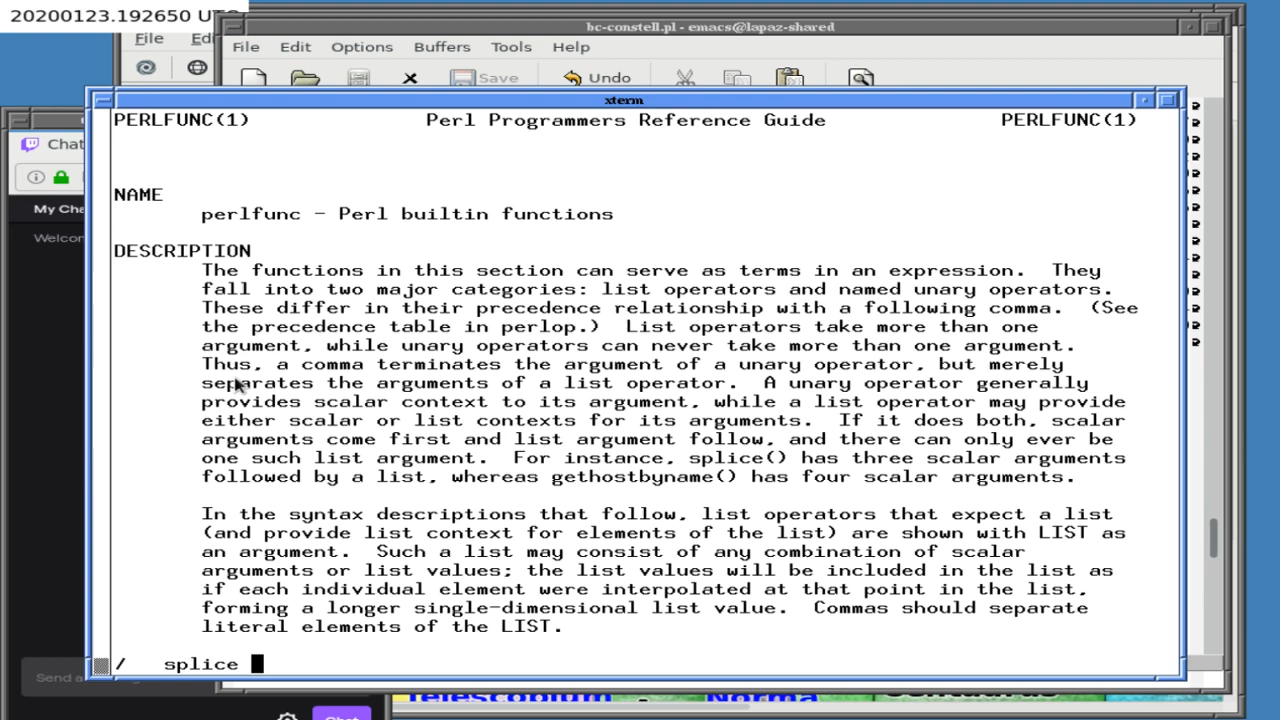 20200123.192650 UTC
bc-constell.pl - emacs@lapaz-shared
File Edi
File Edit Options Buffers Tools Help
Save Undo
xterm
PERLFUNC(1) Perl Programmers Reference Guide PERLFUNC(1)
Chat
My Cha
Welcom
NAME
perlfunc - Perl builtin functions
DESCRIPTION
The functions in this section can serve as terms in an expression. They
fall into two major categories: list operators and named unary operators.
These differ in their precedence relationship with a following comma. (See
the precedence table in perlop.) List operators take more than one
argument, while unary operators can never take more than one argument.
Thus, a comma terminates the argument of a unary operator, but merely
separates the arguments of a list operator. A unary operator generally
provides scalar context to its argument, while a list operator may provide
either scalar or list contexts for its arguments. If it does both, scalar
arguments come first and list argument follow, and there can only ever be
one such list argument. For instance, splice() has three scalar arguments
followed by a list, whereas gethostbyname() has four scalar arguments.
In the syntax descriptions that follow, list operators that expect a list
(and provide list context for elements of the list) are shown with LIST as
an argument. Such a list may consist of any combination of scalar
arguments or list values; the list values will be included in the list as
if each individual element were interpolated at that point in the list,
forming a longer single-dimensional list value. Commas should separate
literal elements of the LIST.
/ splice
Send a
Telescopium - Norma Centaurus
Chat